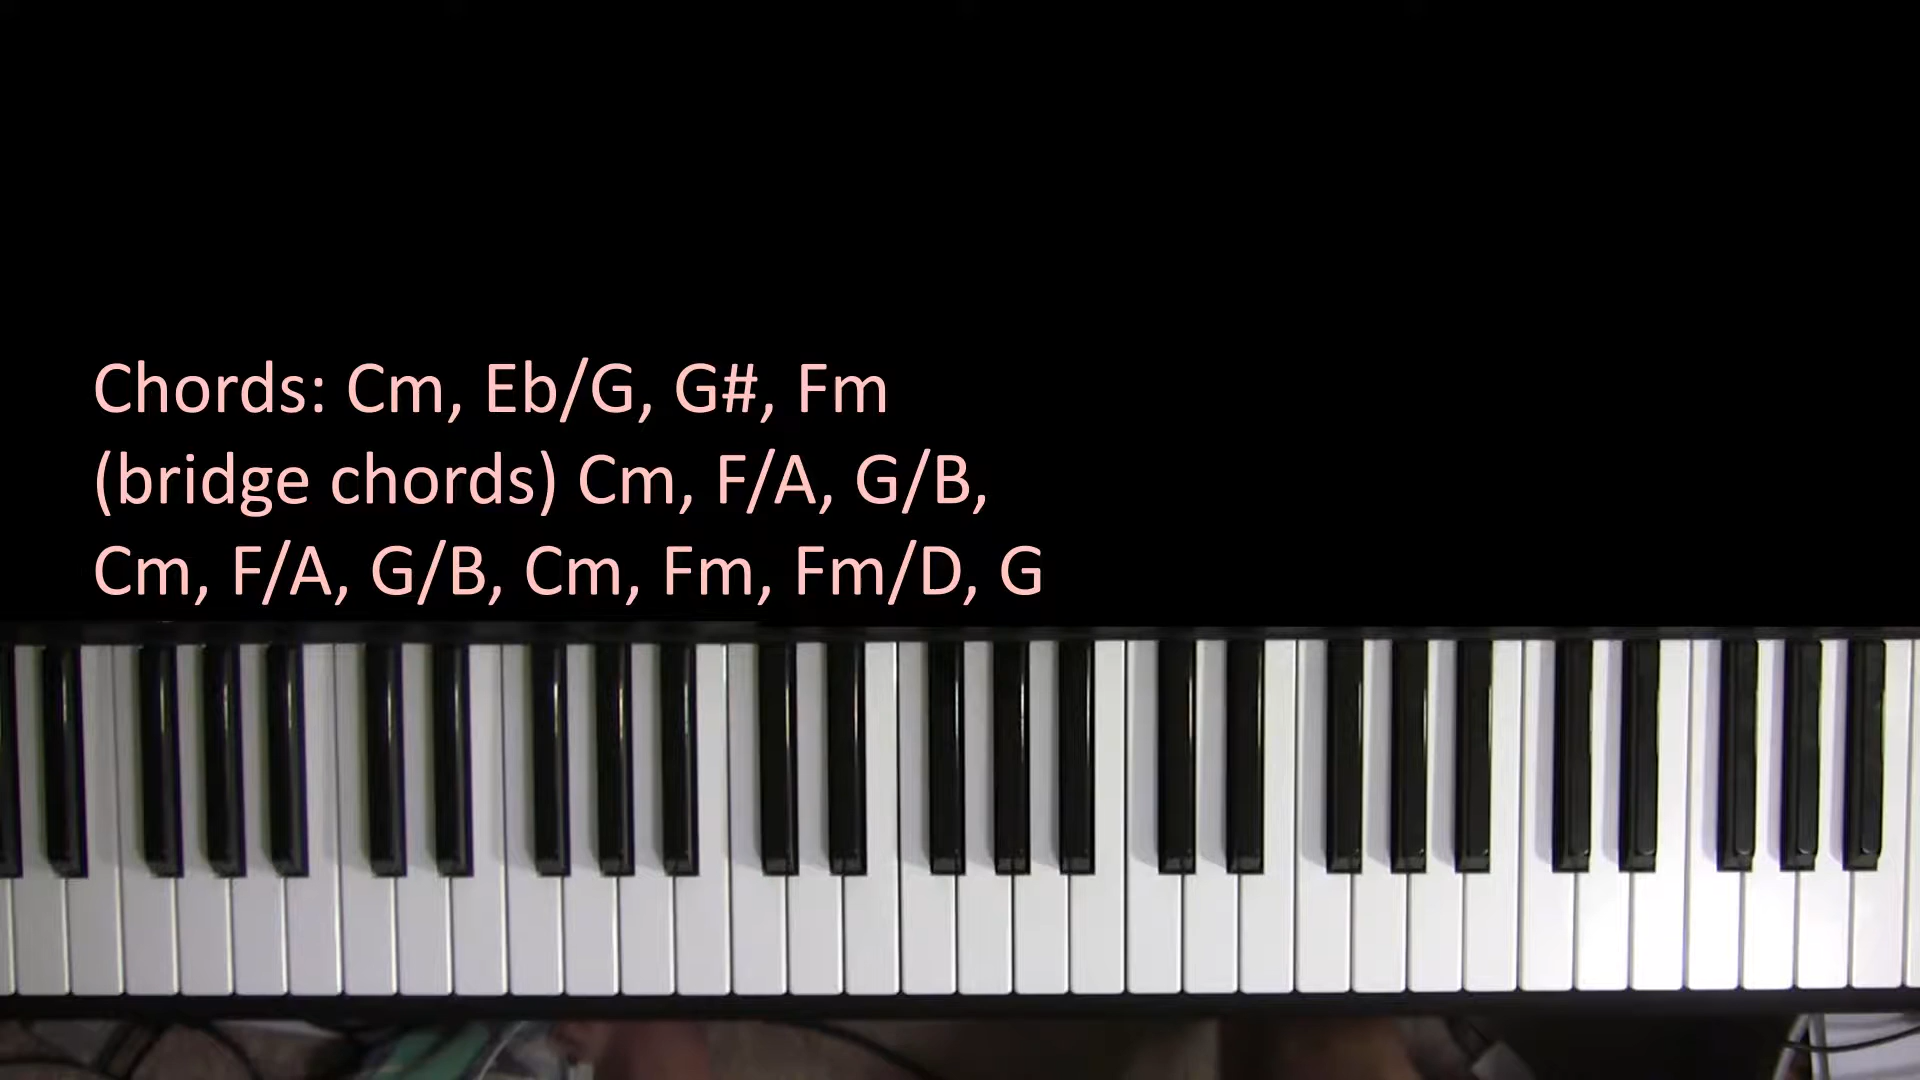 Chords: Cm, Eb/G, G#, Fm
(bridge chords) Cm, F/A, G/B,
Cm, F/A, G/B, Cm, Fm, Fm/D, G